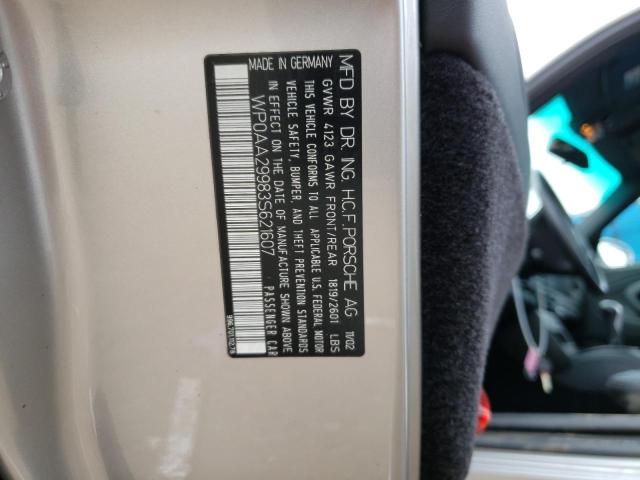 MFD BY DR. ING. H.C.F. PORSCHE AG 11/02
GVWR 4123 GAWR FRONT/REAR 1819/2601 LBS
THIS VEHICLE CONFORMS TO ALL APPLICABLE U.S. FEDERAL MOTOR
VEHICLE SAFETY, BUMPER, AND THEFT PREVENTION STANDARDS
IN EFFECT ON THE DATE OF MANUFACTURE SHOWN ABOVE
WP0AA29983S621607 PASSENGER CAR
MADE IN GERMANY